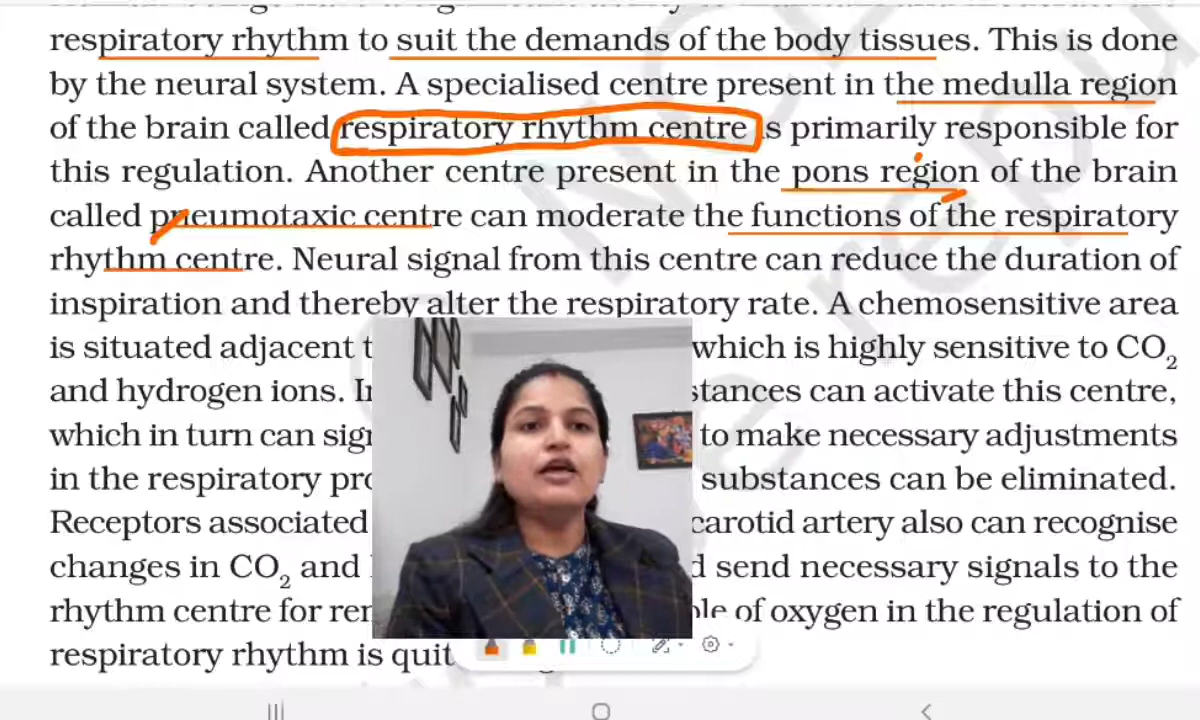 respiratory rhythm to suit the demands of the body tissues. This is done
by the neural system. A specialised centre present in the medulla region
of the brain called respiratory rhythm centre is primarily responsible for
this regulation. Another centre present in the pons region of the brain
called pneumotaxic centre can moderate the functions of the respiratory
rhythm centre. Neural signal from this centre can reduce the duration of
inspiration and thereby alter the respiratory rate. A chemosensitive area
is situated adjacent which is highly sensitive to CO₂
and hydrogen ions. stances can activate this centre,
which in turn can to make necessary adjustments
in the respiratory substances can be eliminated.
Receptors associated carotid artery also can recognise
changes in CO₂ and send necessary signals to the
rhythm centre for of oxygen in the regulation of
respiratory rhythm is